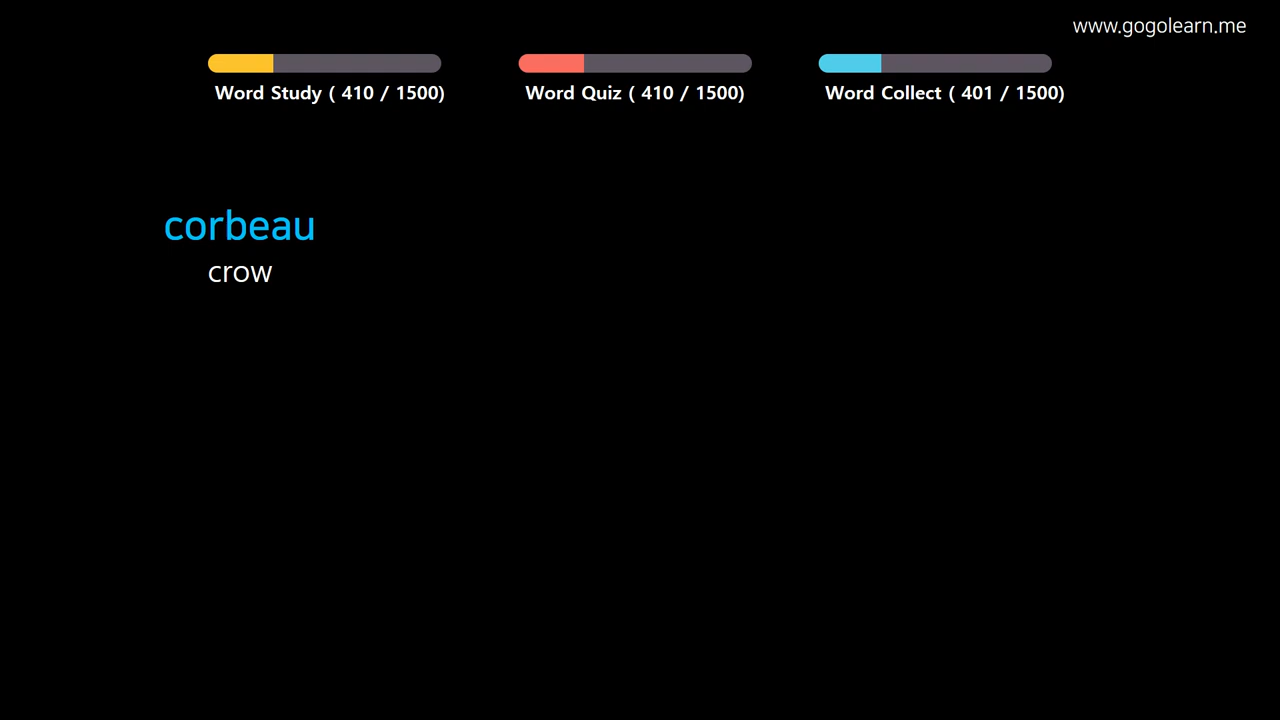 www.gogolearn.me
Word Study ( 410 / 1500)
Word Quiz ( 410 / 1500)
Word Collect ( 401 / 1500)
corbeau
crow